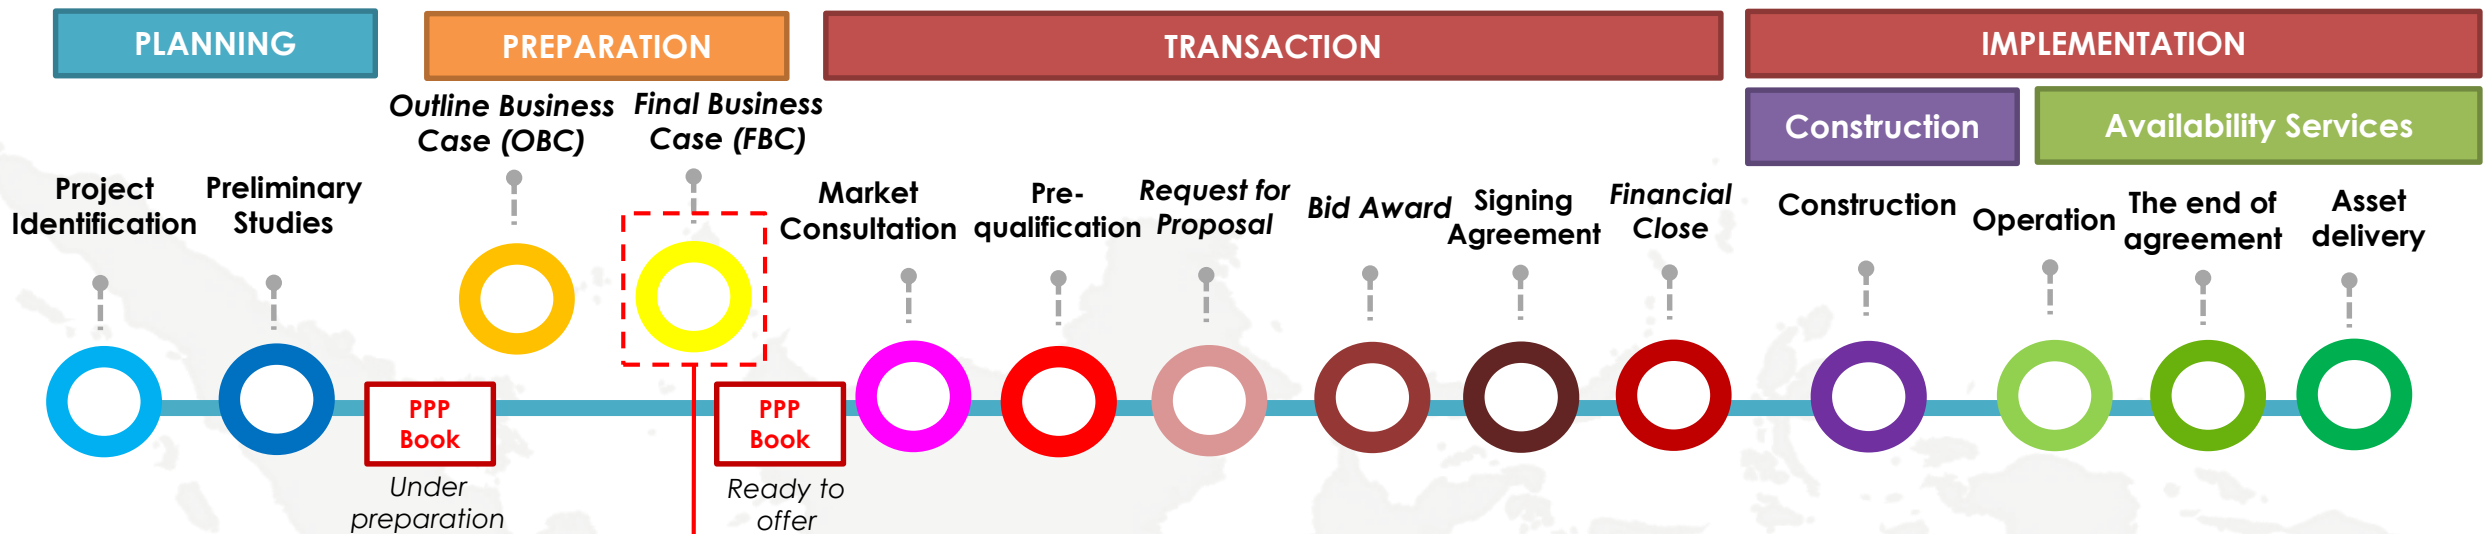 PLANNING
PREPARATION
TRANSACTION
IMPLEMENTATION
Construction
Availability Services
Project
Identification
Preliminary
Studies
Outline Business
Case (OBC)
Final Business
Case (FBC)
Market
Consultation
Pre-
qualification
Request for
Proposal
Bid Award
Signing
Agreement
Financial
Close
Construction
Operation
The end of
agreement
Asset
delivery
PPP
Book
Under
preparation
PPP
Book
Ready to
offer